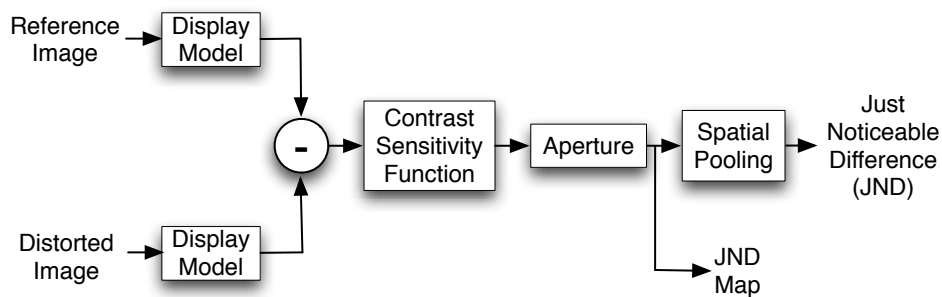 Reference
Image
Display
Model
-
Contrast
Sensitivity
Function
Aperture
Spatial
Pooling
Just
Noticeable
Difference
(JND)
Distorted
Image
Display
Model
JND
Map